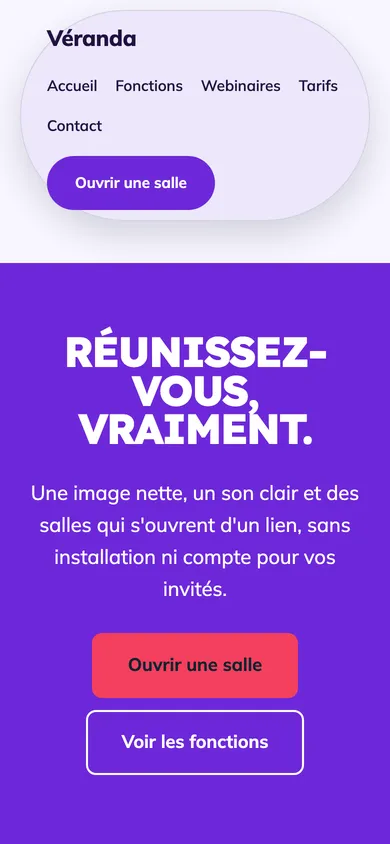 Véranda
Accueil Fonctions Webinaires Tarifs
Contact
Ouvrir une salle
RÉUNISSEZ-
VOUS,
VRAIMENT.
Une image nette, un son clair et des
salles qui s'ouvrent d'un lien, sans
installation ni compte pour vos
invités.
Ouvrir une salle
Voir les fonctions